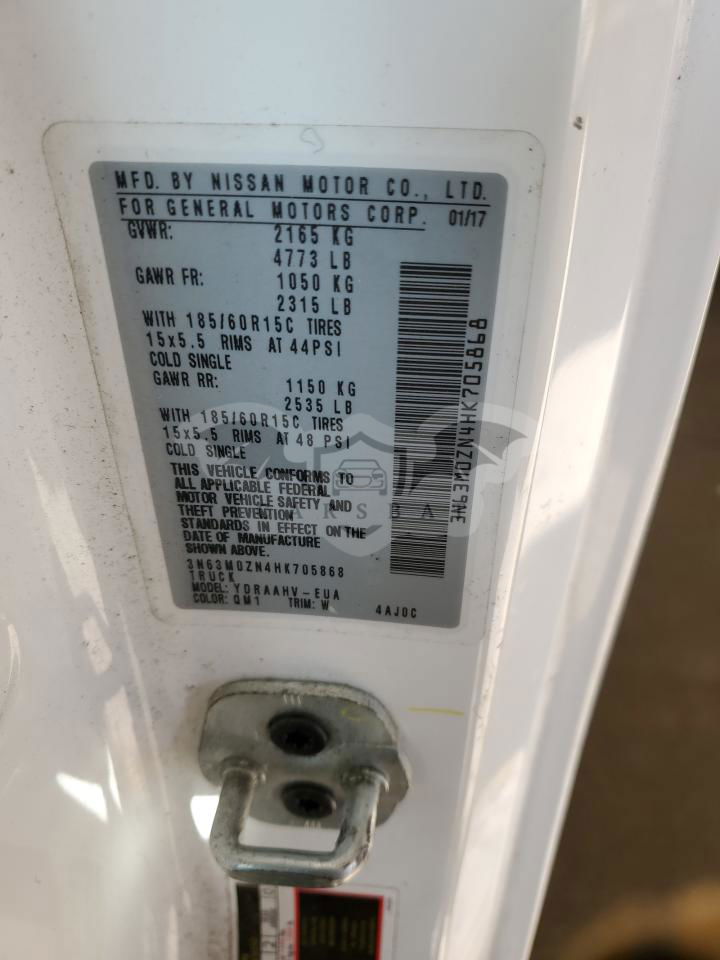 MFD. BY NISSAN MOTOR CO., LTD.
FOR GENERAL MOTORS CORP. 01/17
GVWR: 2165 KG
4773 LB
GAWR FR: 1050 KG
2315 LB
WITH 185/60R15C TIRES
15x5.5 RIMS AT 44PSI
COLD SINGLE
GAWR RR: 1150 KG
2535 LB
WITH 185/60R15C TIRES
15x5.5 RIMS AT 48 PSI
COLD SINGLE
THIS VEHICLE CONFORMS TO
ALL APPLICABLE FEDERAL
MOTOR VEHICLE SAFETY AND
THEFT PREVENTION
STANDARDS IN EFFECT ON THE
DATE OF MANUFACTURE
SHOWN ABOVE.
3N63M0ZN4HK705868
TRUCK
MODEL: YDRAAHV-EUA
COLOR: QM1 TRIM: W 4AJ0C
3N63M0ZN4HK705868